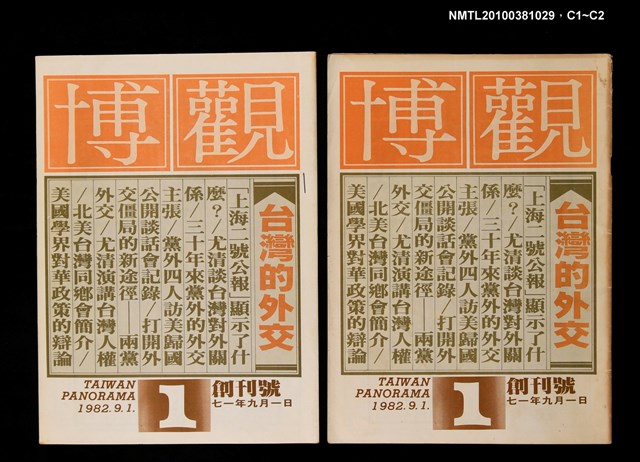 NMTL20100381029．C1~C2
博觀
台灣的外交
「上海二號公報」顯示了什
麼？/尤清談台灣對外關
係/三十年來黨外的外交
主張/黨外四人訪美歸國
公開談話會記錄/打開外
交僵局的新途徑——兩黨
外交/尤清演講台灣人權
/北美台灣同鄉會簡介/
美國學界對華政策的辯論
TAIWAN
PANORAMA
1982.9.1.
1
創刊號
七一年九月一日
博觀
台灣的外交
「上海二號公報」顯示了什
麼？/尤清談台灣對外關
係/三十年來黨外的外交
主張/黨外四人訪美歸國
公開談話會記錄/打開外
交僵局的新途徑——兩黨
外交/尤清演講台灣人權
/北美台灣同鄉會簡介/
美國學界對華政策的辯論
TAIWAN
PANORAMA
1982.9.1.
1
創刊號
七一年九月一日